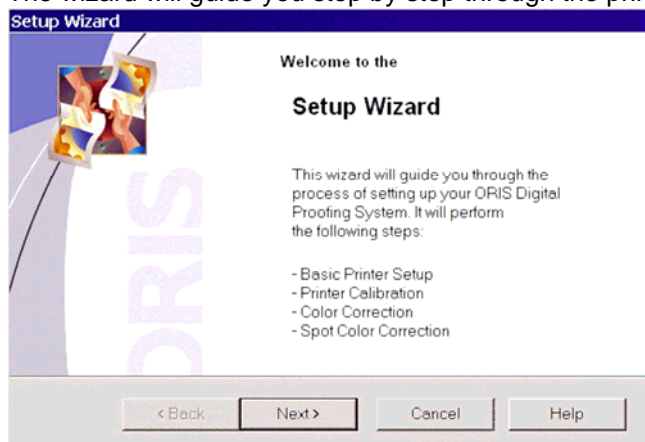 The wizard will guide you step by step through the pri
Setup Wizard
Welcome to the
Setup Wizard
This wizard will guide you through the
process of setting up your ORIS Digital
Proofing System. It will perform
the following steps:
- Basic Printer Setup
- Printer Calibration
- Color Correction
- Spot Color Correction
ORIS
< Back
Next >
Cancel
Help